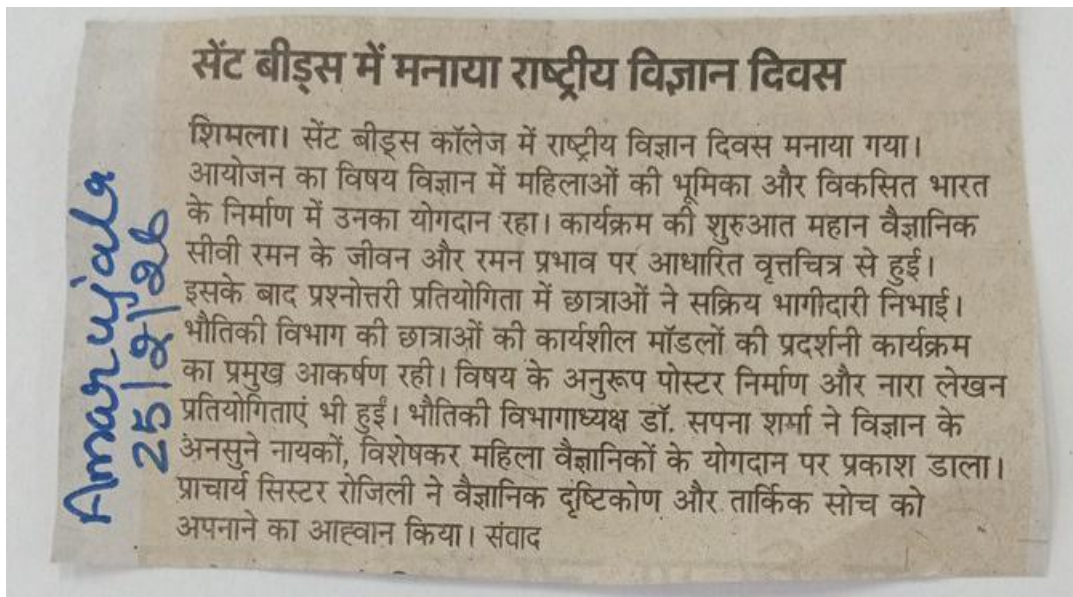 सेंट बीड्स में मनाया राष्ट्रीय विज्ञान दिवस
शिमला। सेंट बीड्स कॉलेज में राष्ट्रीय विज्ञान दिवस मनाया गया।
आयोजन का विषय विज्ञान में महिलाओं की भूमिका और विकसित भारत
के निर्माण में उनका योगदान रहा। कार्यक्रम की शुरुआत महान वैज्ञानिक
सीवी रमन के जीवन और रमन प्रभाव पर आधारित वृत्तचित्र से हुई।
इसके बाद प्रश्नोत्तरी प्रतियोगिता में छात्राओं ने सक्रिय भागीदारी निभाई।
भौतिकी विभाग की छात्राओं की कार्यशील मॉडलों की प्रदर्शनी कार्यक्रम
का प्रमुख आकर्षण रही। विषय के अनुरूप पोस्टर निर्माण और नारा लेखन
प्रतियोगिताएं भी हुईं। भौतिकी विभागाध्यक्ष डॉ. सपना शर्मा ने विज्ञान के
अनसुने नायकों, विशेषकर महिला वैज्ञानिकों के योगदान पर प्रकाश डाला।
प्राचार्य सिस्टर रोजिली ने वैज्ञानिक दृष्टिकोण और तार्किक सोच को
अपनाने का आह्वान किया। संवाद
Amarujala
25/2/26